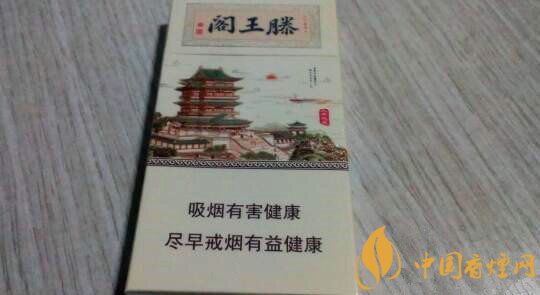 阁王滕
吸烟有害健康
尽早戒烟有益健康
中国香烟网